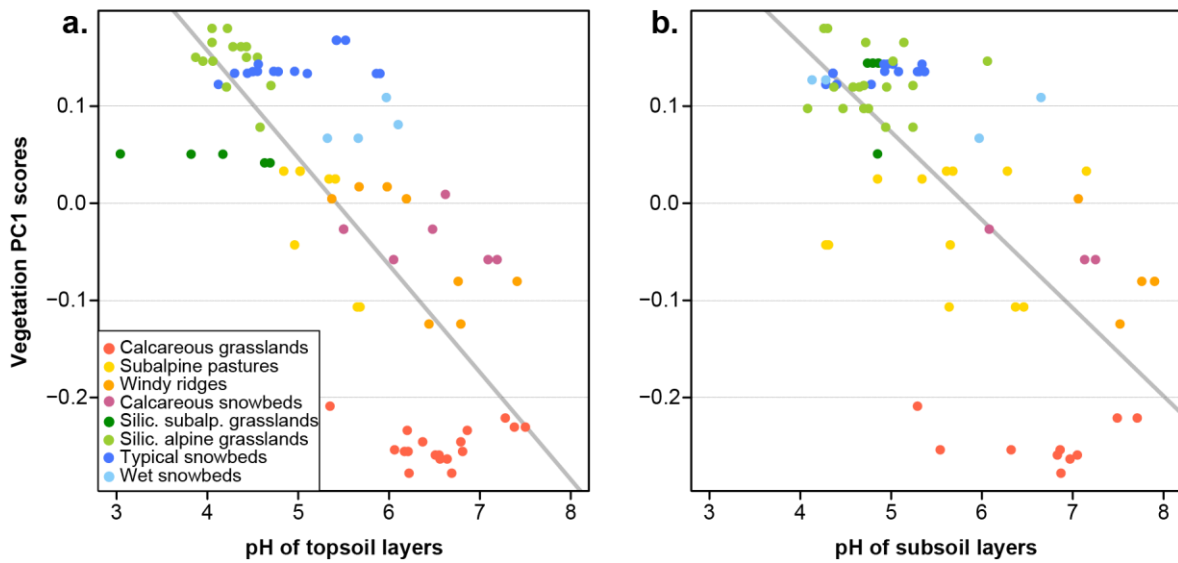 a.
b.
Vegetation PC1 scores
0.1
0.0
−0.1
−0.2
0.1
0.0
−0.1
−0.2
Calcareous grasslands
Subalpine pastures
Windy ridges
Calcareous snowbeds
Silic. subalp. grasslands
Silic. alpine grasslands
Typical snowbeds
Wet snowbeds
3 4 5 6 7 8
3 4 5 6 7 8
pH of topsoil layers
pH of subsoil layers